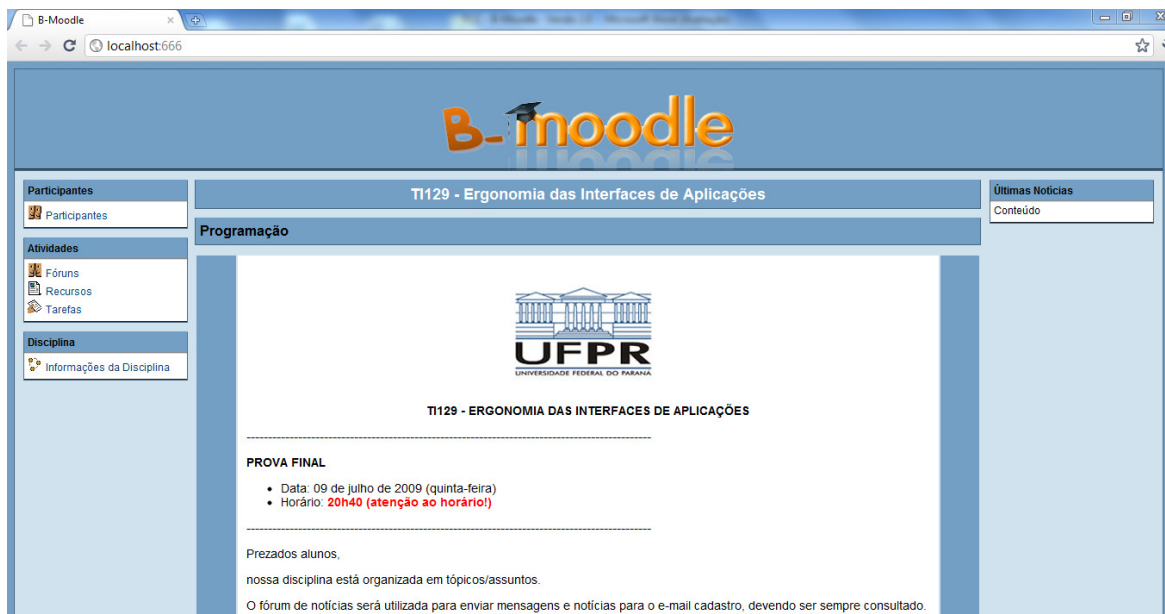 B-Moodle
localhost:666
B-moodle
Participantes
Participantes
Atividades
Fóruns
Recursos
Tarefas
Disciplina
Informações da Disciplina
TI129 - Ergonomia das Interfaces de Aplicações
Programação
UFPR
UNIVERSIDADE FEDERAL DO PARANÁ
TI129 - ERGONOMIA DAS INTERFACES DE APLICAÇÕES
PROVA FINAL
Data: 09 de julho de 2009 (quinta-feira)
Horário: 20h40 (atenção ao horário!)
Prezados alunos,
nossa disciplina está organizada em tópicos/assuntos.
O fórum de notícias será utilizada para enviar mensagens e notícias para o e-mail cadastro, devendo ser sempre consultado.
Últimas Noticias
Conteúdo